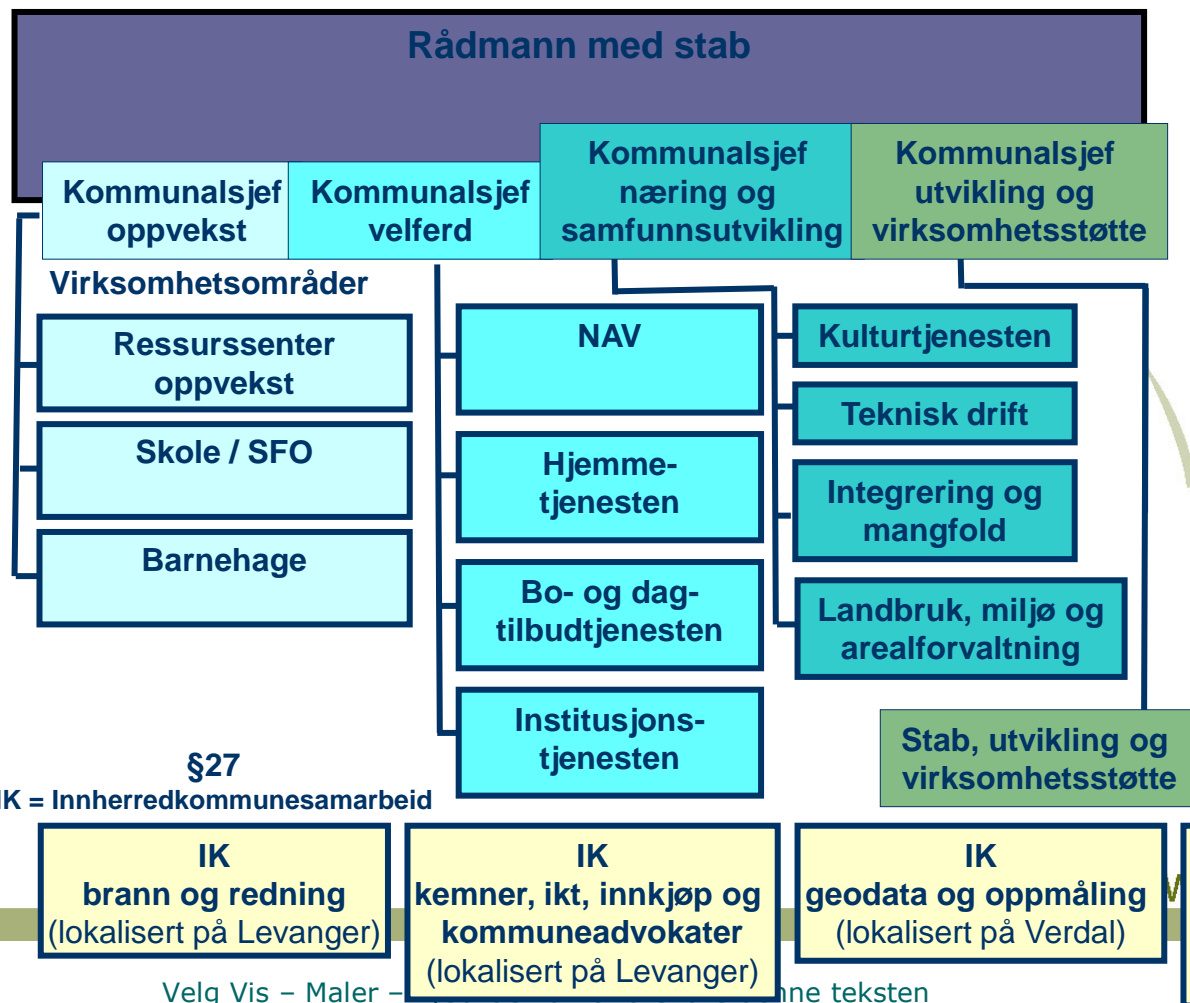 Rådmann med stab
Kommunalsjef
oppvekst
Kommunalsjef
velferd
Kommunalsjef
næring og
samfunnsutvikling
Kommunalsjef
utvikling og
virksomhetsstøtte
Virksomhetsområder
Ressurssenter
oppvekst
Skole / SFO
Barnehage
NAV
Hjemme-
tjenesten
Bo- og dag-
tilbudtjenesten
Institusjons-
tjenesten
Kulturtjenesten
Teknisk drift
Integrering og
mangfold
Landbruk, miljø og
arealforvaltning
Stab, utvikling og
virksomhetsstøtte
§27
IK = Innherredkommunesamarbeid
IK
brann og redning
(lokalisert på Levanger)
IK
kemner, ikt, innkjøp og
kommuneadvokater
(lokalisert på Levanger)
IK
geodata og oppmåling
(lokalisert på Verdal)
Velg Vis – Maler – teksten